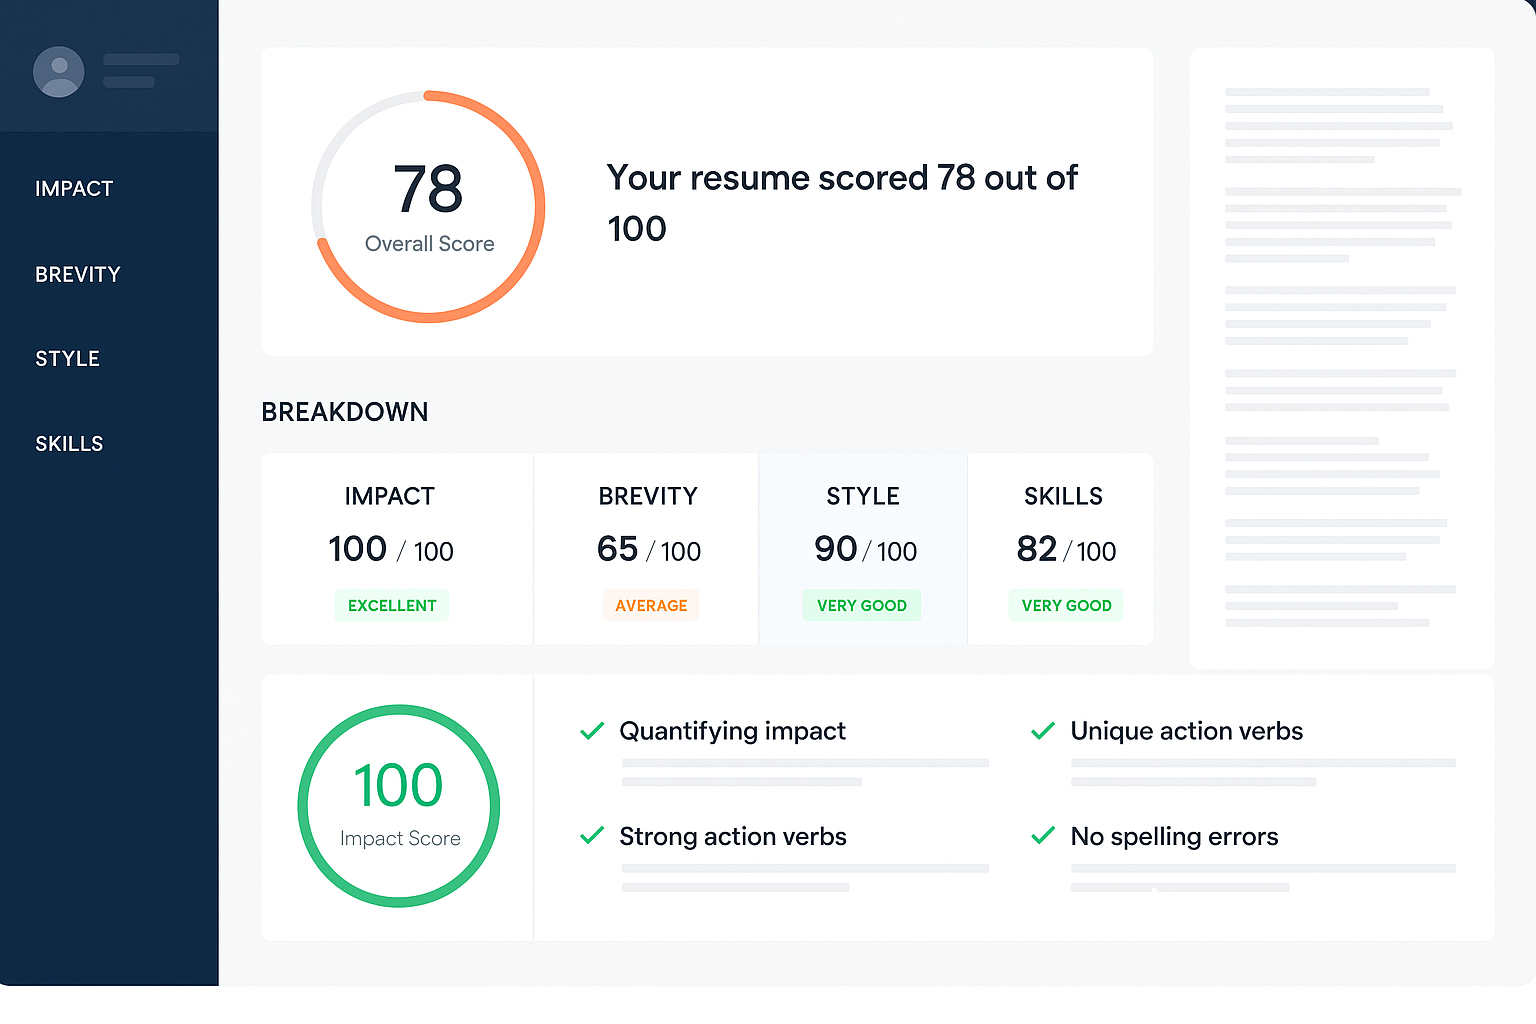 IMPACT
BREVITY
STYLE
SKILLS
78
Overall Score
Your resume scored 78 out of
100
BREAKDOWN
IMPACT
100 / 100
EXCELLENT
BREVITY
65 / 100
AVERAGE
STYLE
90 / 100
VERY GOOD
SKILLS
82 / 100
VERY GOOD
100
Impact Score
Quantifying impact
Unique action verbs
Strong action verbs
No spelling errors